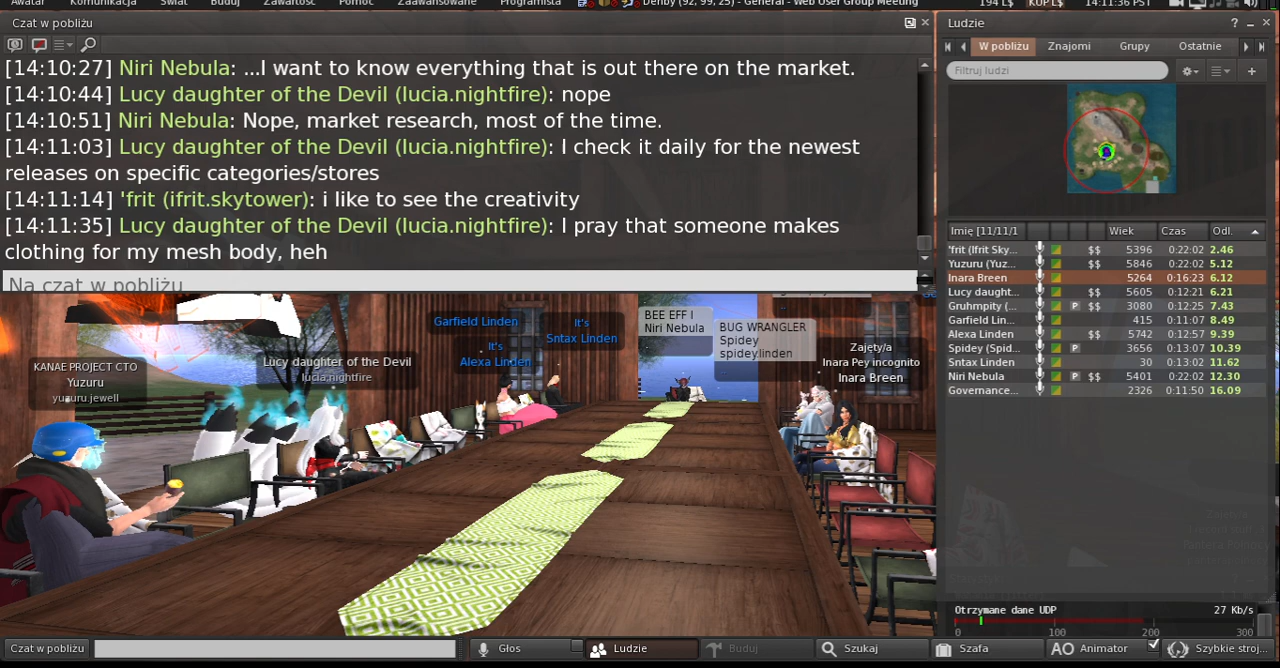 Awatar Komunikacja Świat Buduj Zawartość Pomoc Zaawansowane Programista Denby (92, 99, 25) - General - Web User Group Meeting 194 L$ KUP L$ 14:11:36 PST
Czat w pobliżu
[14:10:27] Niri Nebula: ...I want to know everything that is out there on the market.
[14:10:44] Lucy daughter of the Devil (lucia.nightfire): nope
[14:10:51] Niri Nebula: Nope, market research, most of the time.
[14:11:03] Lucy daughter of the Devil (lucia.nightfire): I check it daily for the newest
releases on specific categories/stores
[14:11:14] 'frit (ifrit.skytower): i like to see the creativity
[14:11:35] Lucy daughter of the Devil (lucia.nightfire): I pray that someone makes
clothing for my mesh body, heh
Na czat w pobliżu
KANAE PROJECT CTO
Yuzuru
yuzuru.jewell
Lucy daughter of the Devil
lucia.nightfire
Garfield Linden
It's
Alexa Linden
It's
Sntax Linden
BEE EFF I
Niri Nebula
BUG WRANGLER
Spidey
spidey.linden
Zajęty/a
Inara Pey incognito
Inara Breen
Ludzie
? _ ×
W pobliżu Znajomi Grupy Ostatnie
Filtruj ludzi
Imię [11/11/1 Wiek Czas Odl.
'frit (Ifrit Sky... $$ 5396 0:22:02 2.46
Yuzuru (Yuz... $$ 5846 0:22:02 5.12
Inara Breen 5264 0:16:23 6.12
Lucy daught... $$ 5605 0:12:21 6.21
Gruhmpity (... P $$ 3080 0:12:25 7.43
Garfield Lin... 415 0:11:07 8.49
Alexa Linden $$ 5742 0:12:57 9.39
Spidey (Spid... P 3656 0:13:07 10.39
Sntax Linden 30 0:13:02 11.62
Niri Nebula P $$ 5401 0:22:02 12.30
Governance... 2326 0:11:50 16.09
Otrzymane dane UDP 27 Kb/s
0 100 200 300
Czat w pobliżu Głos Ludzie Buduj Szukaj Szafa AO Animator Szybkie stroj...